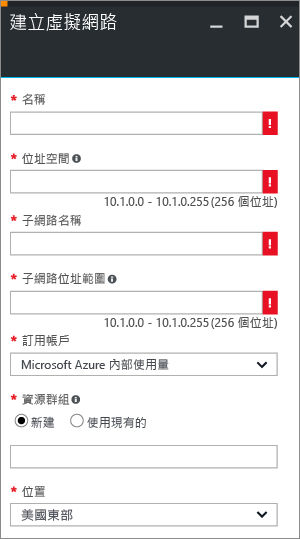 建立虛擬網路
* 名稱
!
* 位址空間
!
10.1.0.0 - 10.1.0.255(256 個位址)
* 子網路名稱
!
* 子網路位址範圍
!
10.1.0.0 - 10.1.0.255(256 個位址)
* 訂用帳戶
Microsoft Azure 內部使用量
* 資源群組
新建 使用現有的
* 位置
美國東部